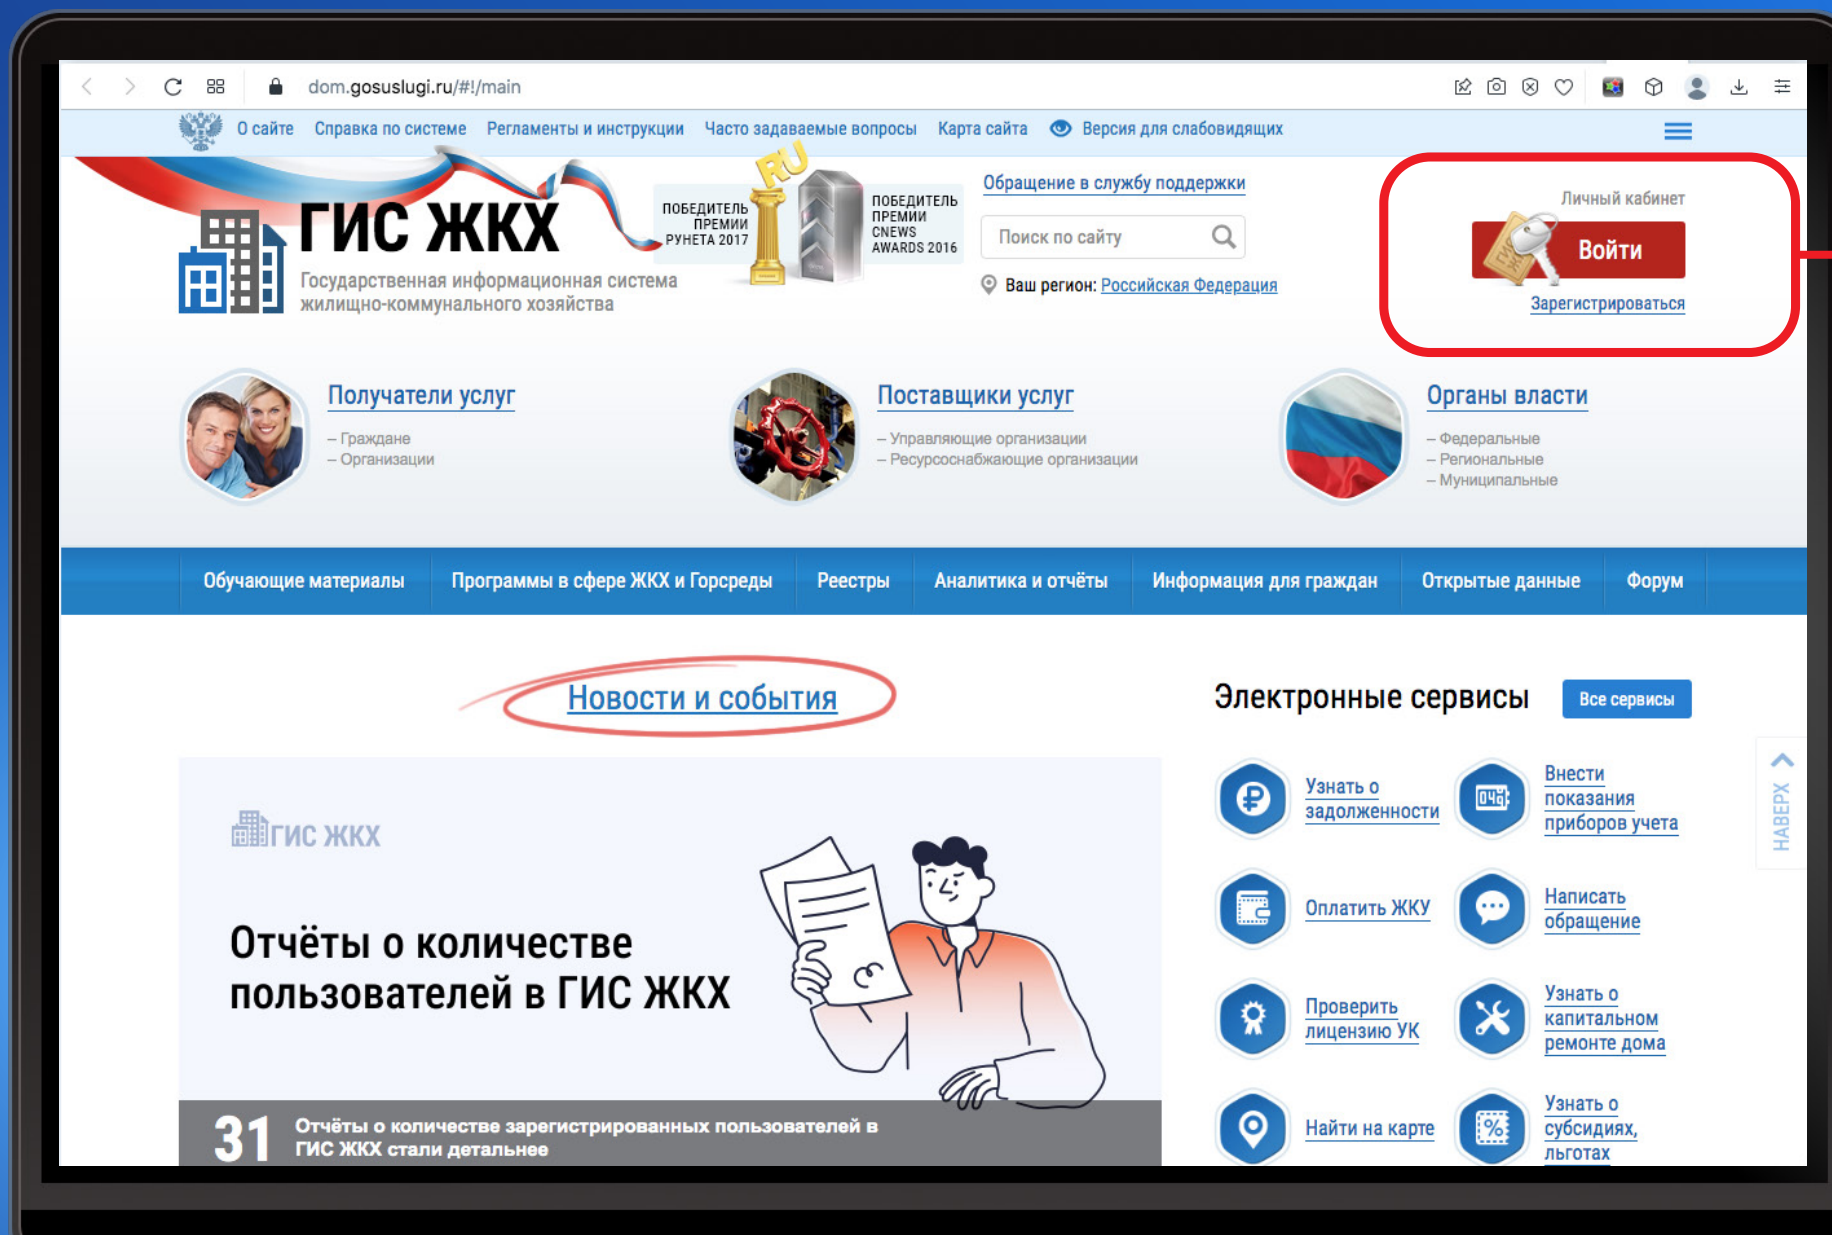 dom.gosuslugi.ru/#!/main
О сайте
Справка по системе
Регламенты и инструкции
Часто задаваемые вопросы
Карта сайта
Версия для слабовидящих
ГИС ЖКХ
Государственная информационная система
жилищно-коммунального хозяйства
ПОБЕДИТЕЛЬ
ПРЕМИИ
РУНЕТА 2017
RU
ПОБЕДИТЕЛЬ
ПРЕМИИ
CNEWS
AWARDS 2016
Обращение в службу поддержки
Поиск по сайту
Ваш регион: Российская Федерация
Личный кабинет
Войти
Зарегистрироваться
Получатели услуг
– Граждане
– Организации
Поставщики услуг
– Управляющие организации
– Ресурсоснабжающие организации
Органы власти
– Федеральные
– Региональные
– Муниципальные
Обучающие материалы
Программы в сфере ЖКХ и Горсреды
Реестры
Аналитика и отчёты
Информация для граждан
Открытые данные
Форум
Новости и события
ГИС ЖКХ
Отчёты о количестве
пользователей в ГИС ЖКХ
31
Отчёты о количестве зарегистрированных пользователей в
ГИС ЖКХ стали детальнее
Электронные сервисы
Все сервисы
Узнать о
задолженности
Внести
показания
приборов учета
Оплатить ЖКУ
Написать
обращение
Проверить
лицензию УК
Узнать о
капитальном
ремонте дома
Найти на карте
Узнать о
субсидиях,
льготах
НАВЕРХ